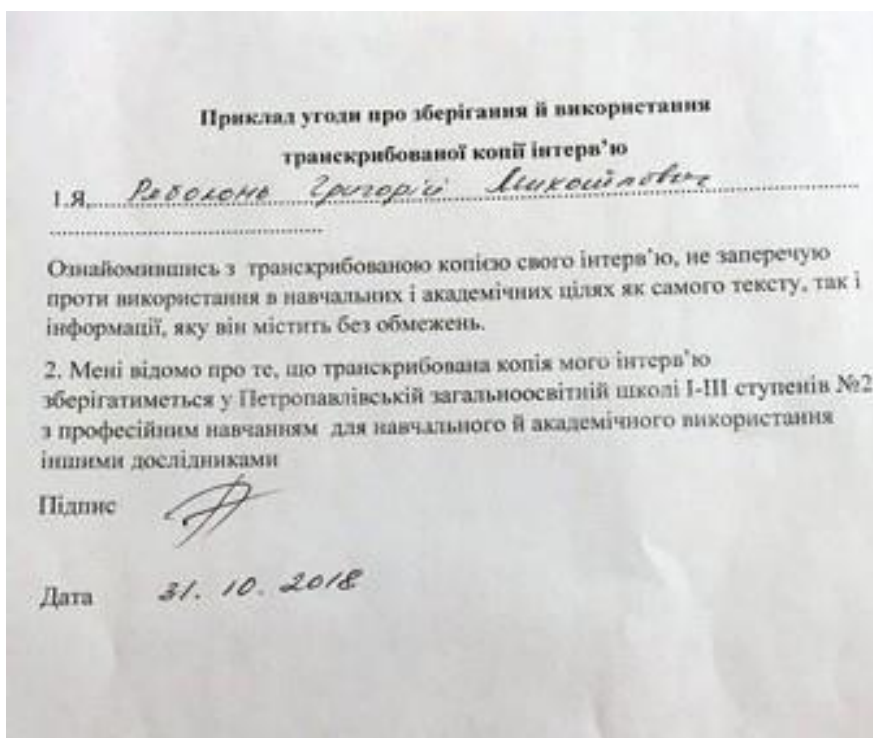 Приклад угоди про зберігання й використання
транскрибованої копії інтерв'ю
1.Я, Григорій Михайлович
Ознайомившись з транскрибованою копією свого інтерв'ю, не заперечую
проти використання в навчальних і академічних цілях як самого тексту, так і
інформації, яку він містить без обмежень.
2. Мені відомо про те, що транскрибована копія мого інтерв'ю
зберігатиметься у Петропавлівській загальноосвітній школі І-ІІІ ступенів №2
з професійним навчанням для навчального й академічного використання
іншими дослідниками
Підпис
Дата 31. 10. 2018